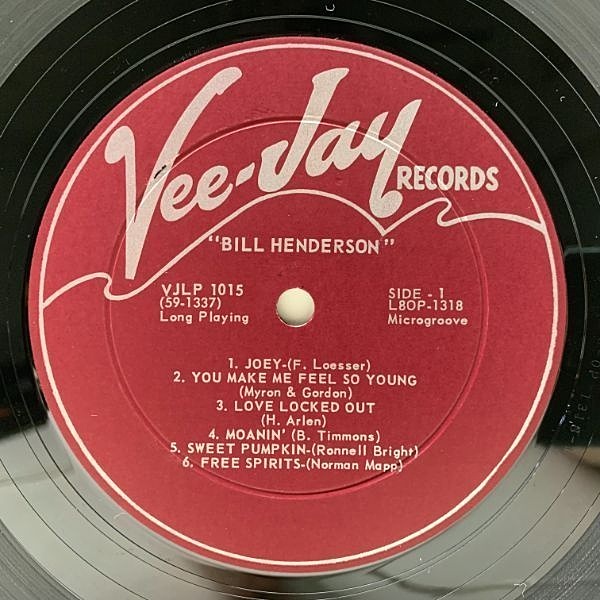 Vee-Jay RECORDS
"BILL HENDERSON"
VJLP 1015
(59-1337)
Long Playing
SIDE - 1
L8OP-1318
Microgroove
1. JOEY-(F. Loesser)
2. YOU MAKE ME FEEL SO YOUNG
(Myron & Gordon)
3. LOVE LOCKED OUT
(H. Arlen)
4. MOANIN' (B. Timmons)
5. SWEET PUMPKIN-(Ronnell Bright)
6. FREE SPIRITS-(Norman Mapp)